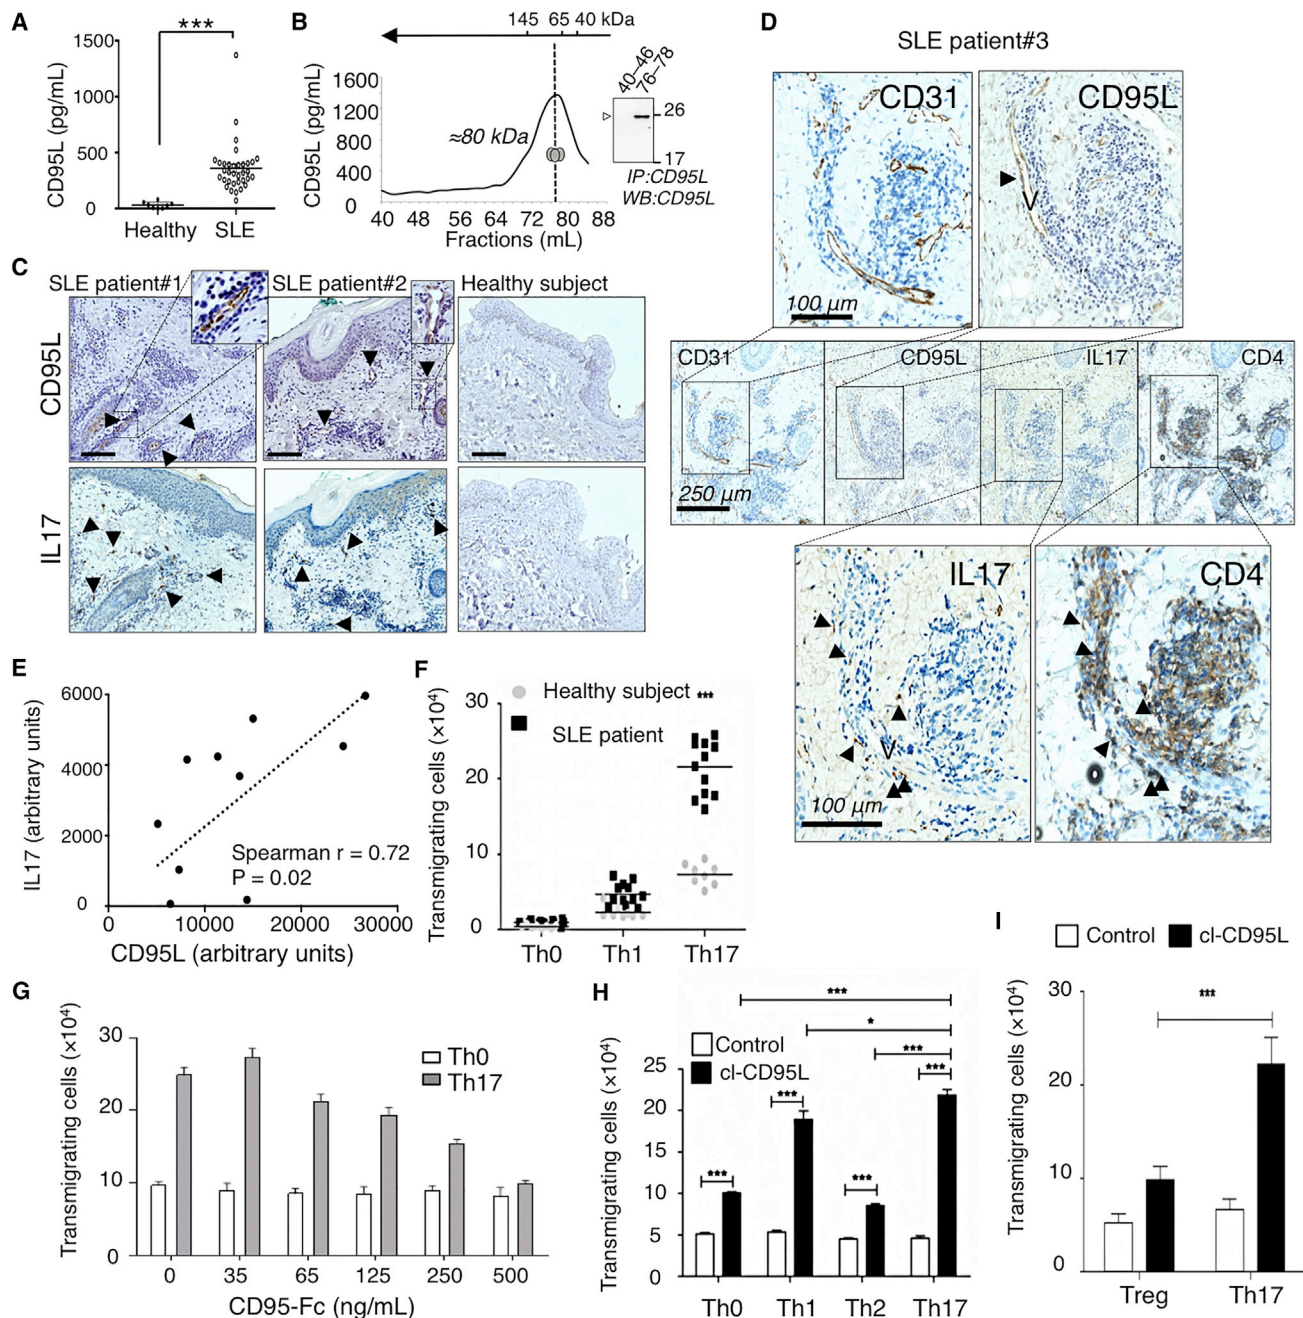 A
***
1500
1000
500
0
CD95L (pg/mL)
Healthy SLE
B
145 65 40 kDa
1600
1200
800
400
0
CD95L (pg/mL)
≈80 kDa
40–46
76–78
26
17
IP:CD95L
WB:CD95L
40 48 56 64 72 80 88
Fractions (mL)
C
SLE patient#1 SLE patient#2 Healthy subject
CD95L
IL17
D
SLE patient#3
CD31
CD95L
V
100 µm
CD31 CD95L IL17 CD4
250 µm
IL17
CD4
V
100 µm
E
6000
4000
2000
0
IL17 (arbitrary units)
Spearman r = 0.72
P = 0.02
0 10000 20000 30000
CD95L (arbitrary units)
F
Healthy subject
SLE patient
***
30
20
10
0
Transmigrating cells (×10⁴)
Th0 Th1 Th17
G
30
20
10
0
Transmigrating cells (×10⁴)
Th0
Th17
0 35 65 125 250 500
CD95-Fc (ng/mL)
H
***
*
***
***
***
***
***
Control
cl-CD95L
25
20
15
10
5
0
Transmigrating cells (×10⁴)
Th0 Th1 Th2 Th17
I
Control cl-CD95L
***
30
20
10
0
Transmigrating cells (×10⁴)
Treg Th17